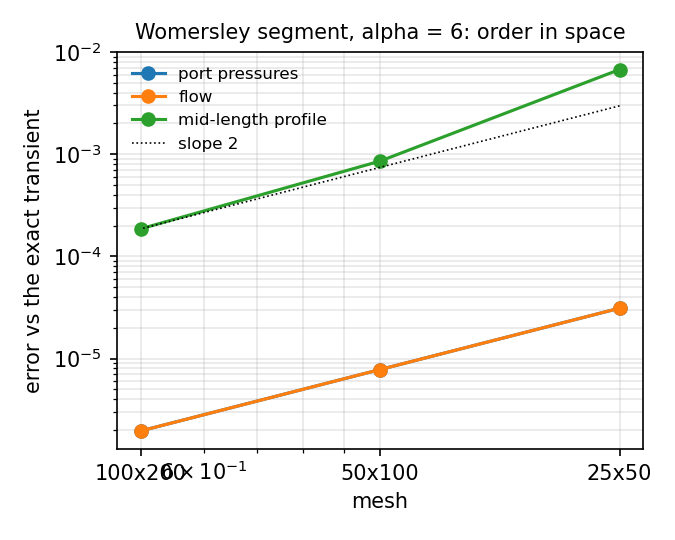 Womersley segment, alpha = 6: order in space
10⁻²
port pressures
flow
mid-length profile
slope 2
10⁻³
10⁻⁴
10⁻⁵
error vs the exact transient
100x200
6 × 10⁻¹
50x100
25x50
mesh